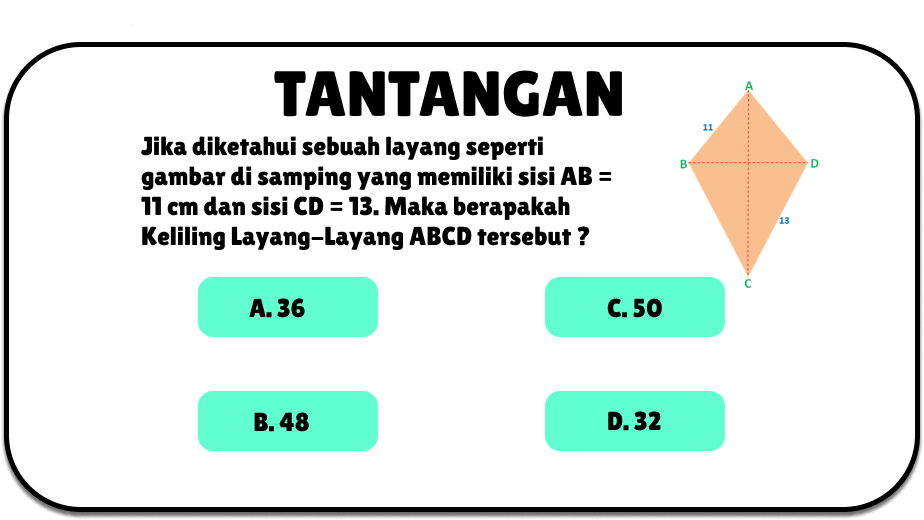 TANTANGAN
Jika diketahui sebuah layang seperti
gambar di samping yang memiliki sisi AB =
11 cm dan sisi CD = 13. Maka berapakah
Keliling Layang-Layang ABCD tersebut ?
A
11
B
D
13
C
A. 36
C. 50
B. 48
D. 32